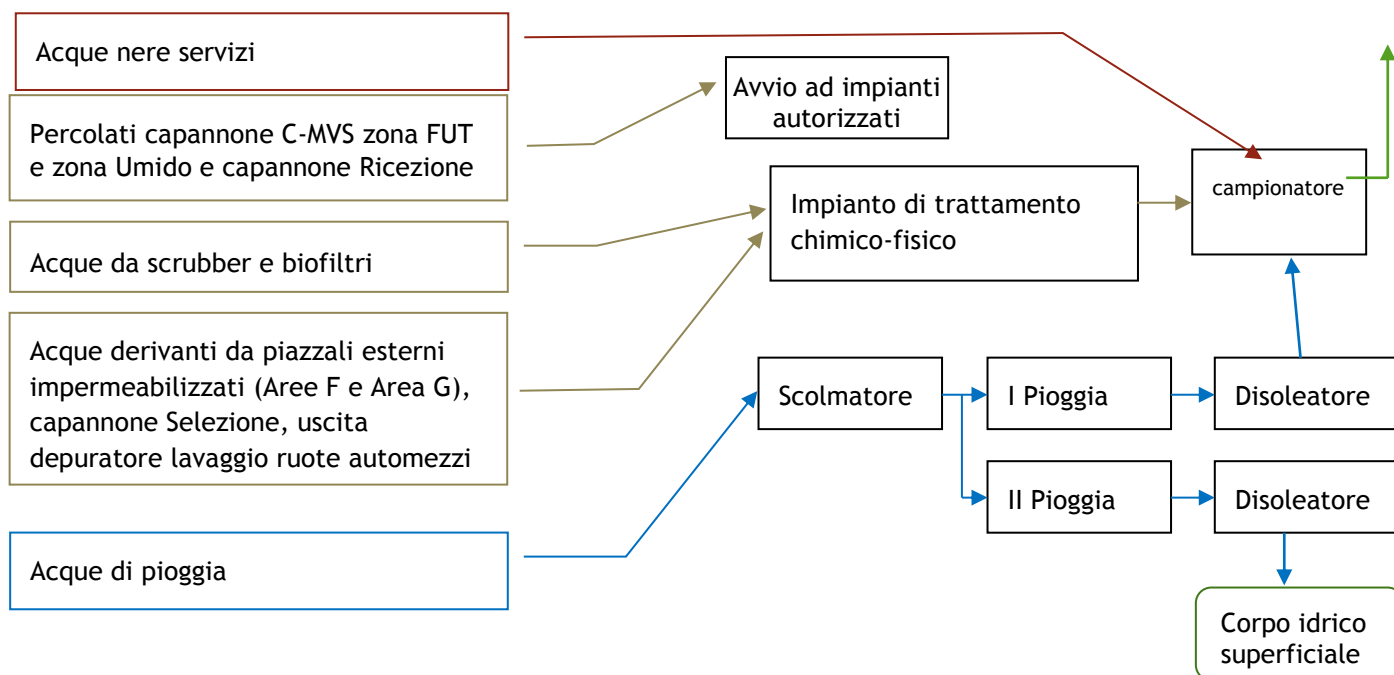 Acque nere servizi
Percolati capannone C-MVS zona FUT
e zona Umido e capannone Ricezione
Acque da scrubber e biofiltri
Acque derivanti da piazzali esterni
impermeabilizzati (Aree F e Area G),
capannone Selezione, uscita
depuratore lavaggio ruote automezzi
Acque di pioggia
Avvio ad impianti
autorizzati
Impianto di trattamento
chimico-fisico
campionatore
Scolmatore
I Pioggia
Disoleatore
II Pioggia
Disoleatore
Corpo idrico
superficiale